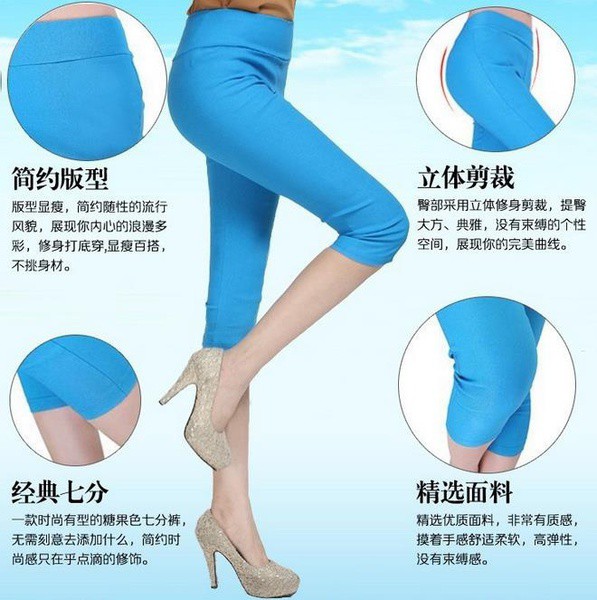 简约版型
版型显瘦，简约随性的流行
风貌，展现你内心的浪漫多
彩，修身打底穿,显瘦百搭，
不挑身材。
立体剪裁
臀部采用立体修身剪裁，提臀
大方、典雅，没有束缚的个性
空间，展现你的完美曲线。
经典七分
一款时尚有型的糖果色七分裤，
无需刻意去添加什么，简约时
尚感只在乎点滴的修饰。
精选面料
精选优质面料，非常有质感，
摸着手感舒适柔软，高弹性，
没有束缚感。